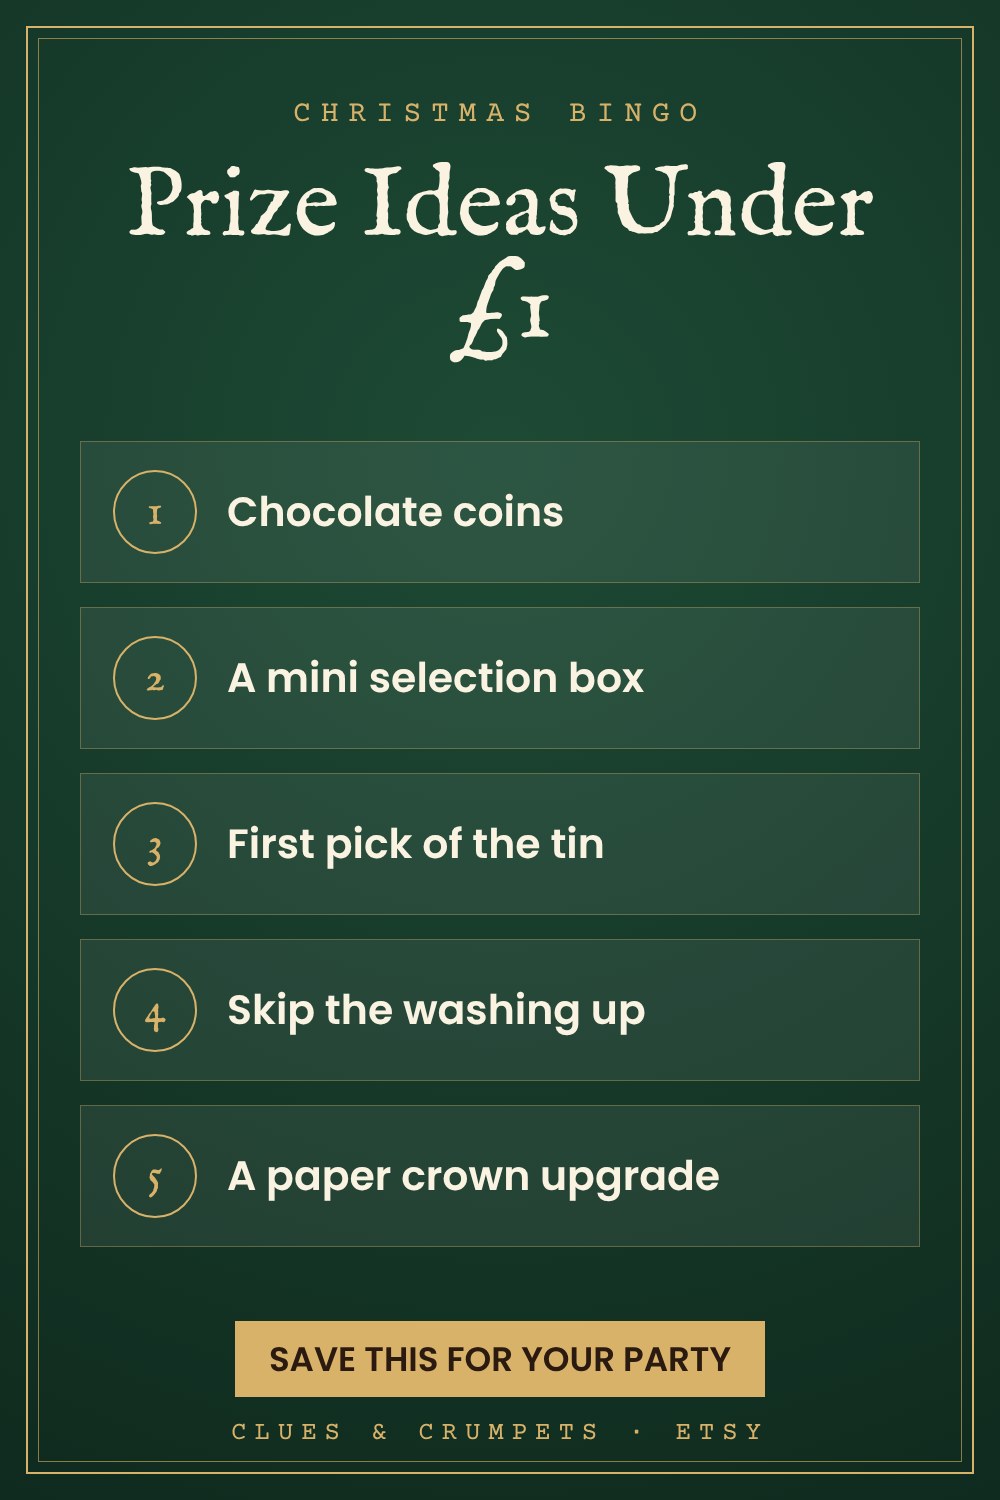 CHRISTMAS BINGO
Prize Ideas Under
£1
1 Chocolate coins
2 A mini selection box
3 First pick of the tin
4 Skip the washing up
5 A paper crown upgrade
SAVE THIS FOR YOUR PARTY
CLUES & CRUMPETS · ETSY